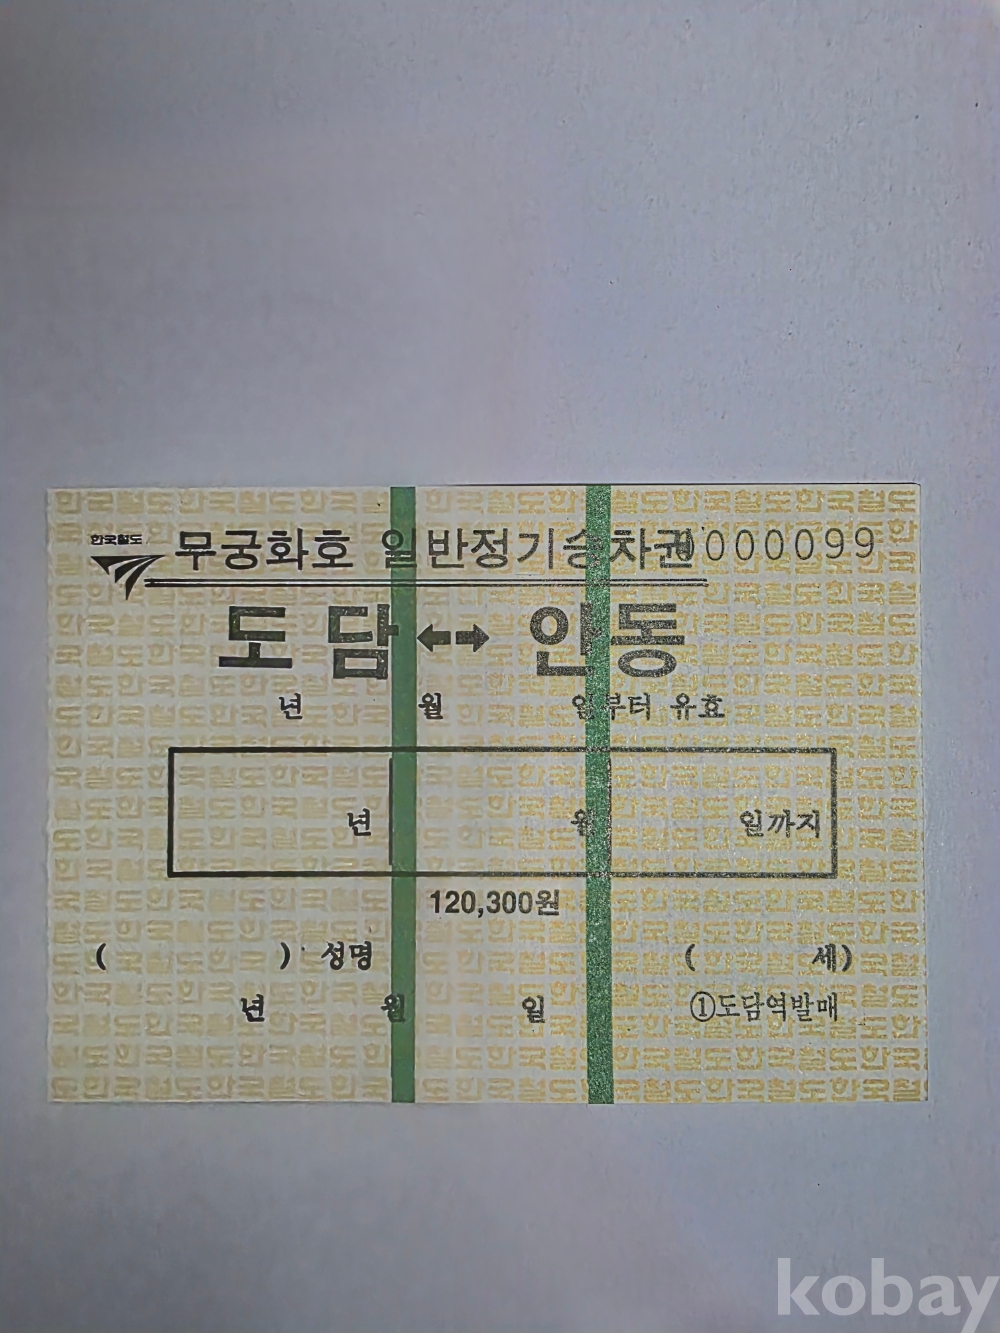 한국철도
무궁화호 일반정기승차권 0000099
도담 ↔ 안동
년 월 일부터 유효
년 월 일까지
120,300원
( ) 성명 ( 세)
년 월 일 ①도담역발매
kobay